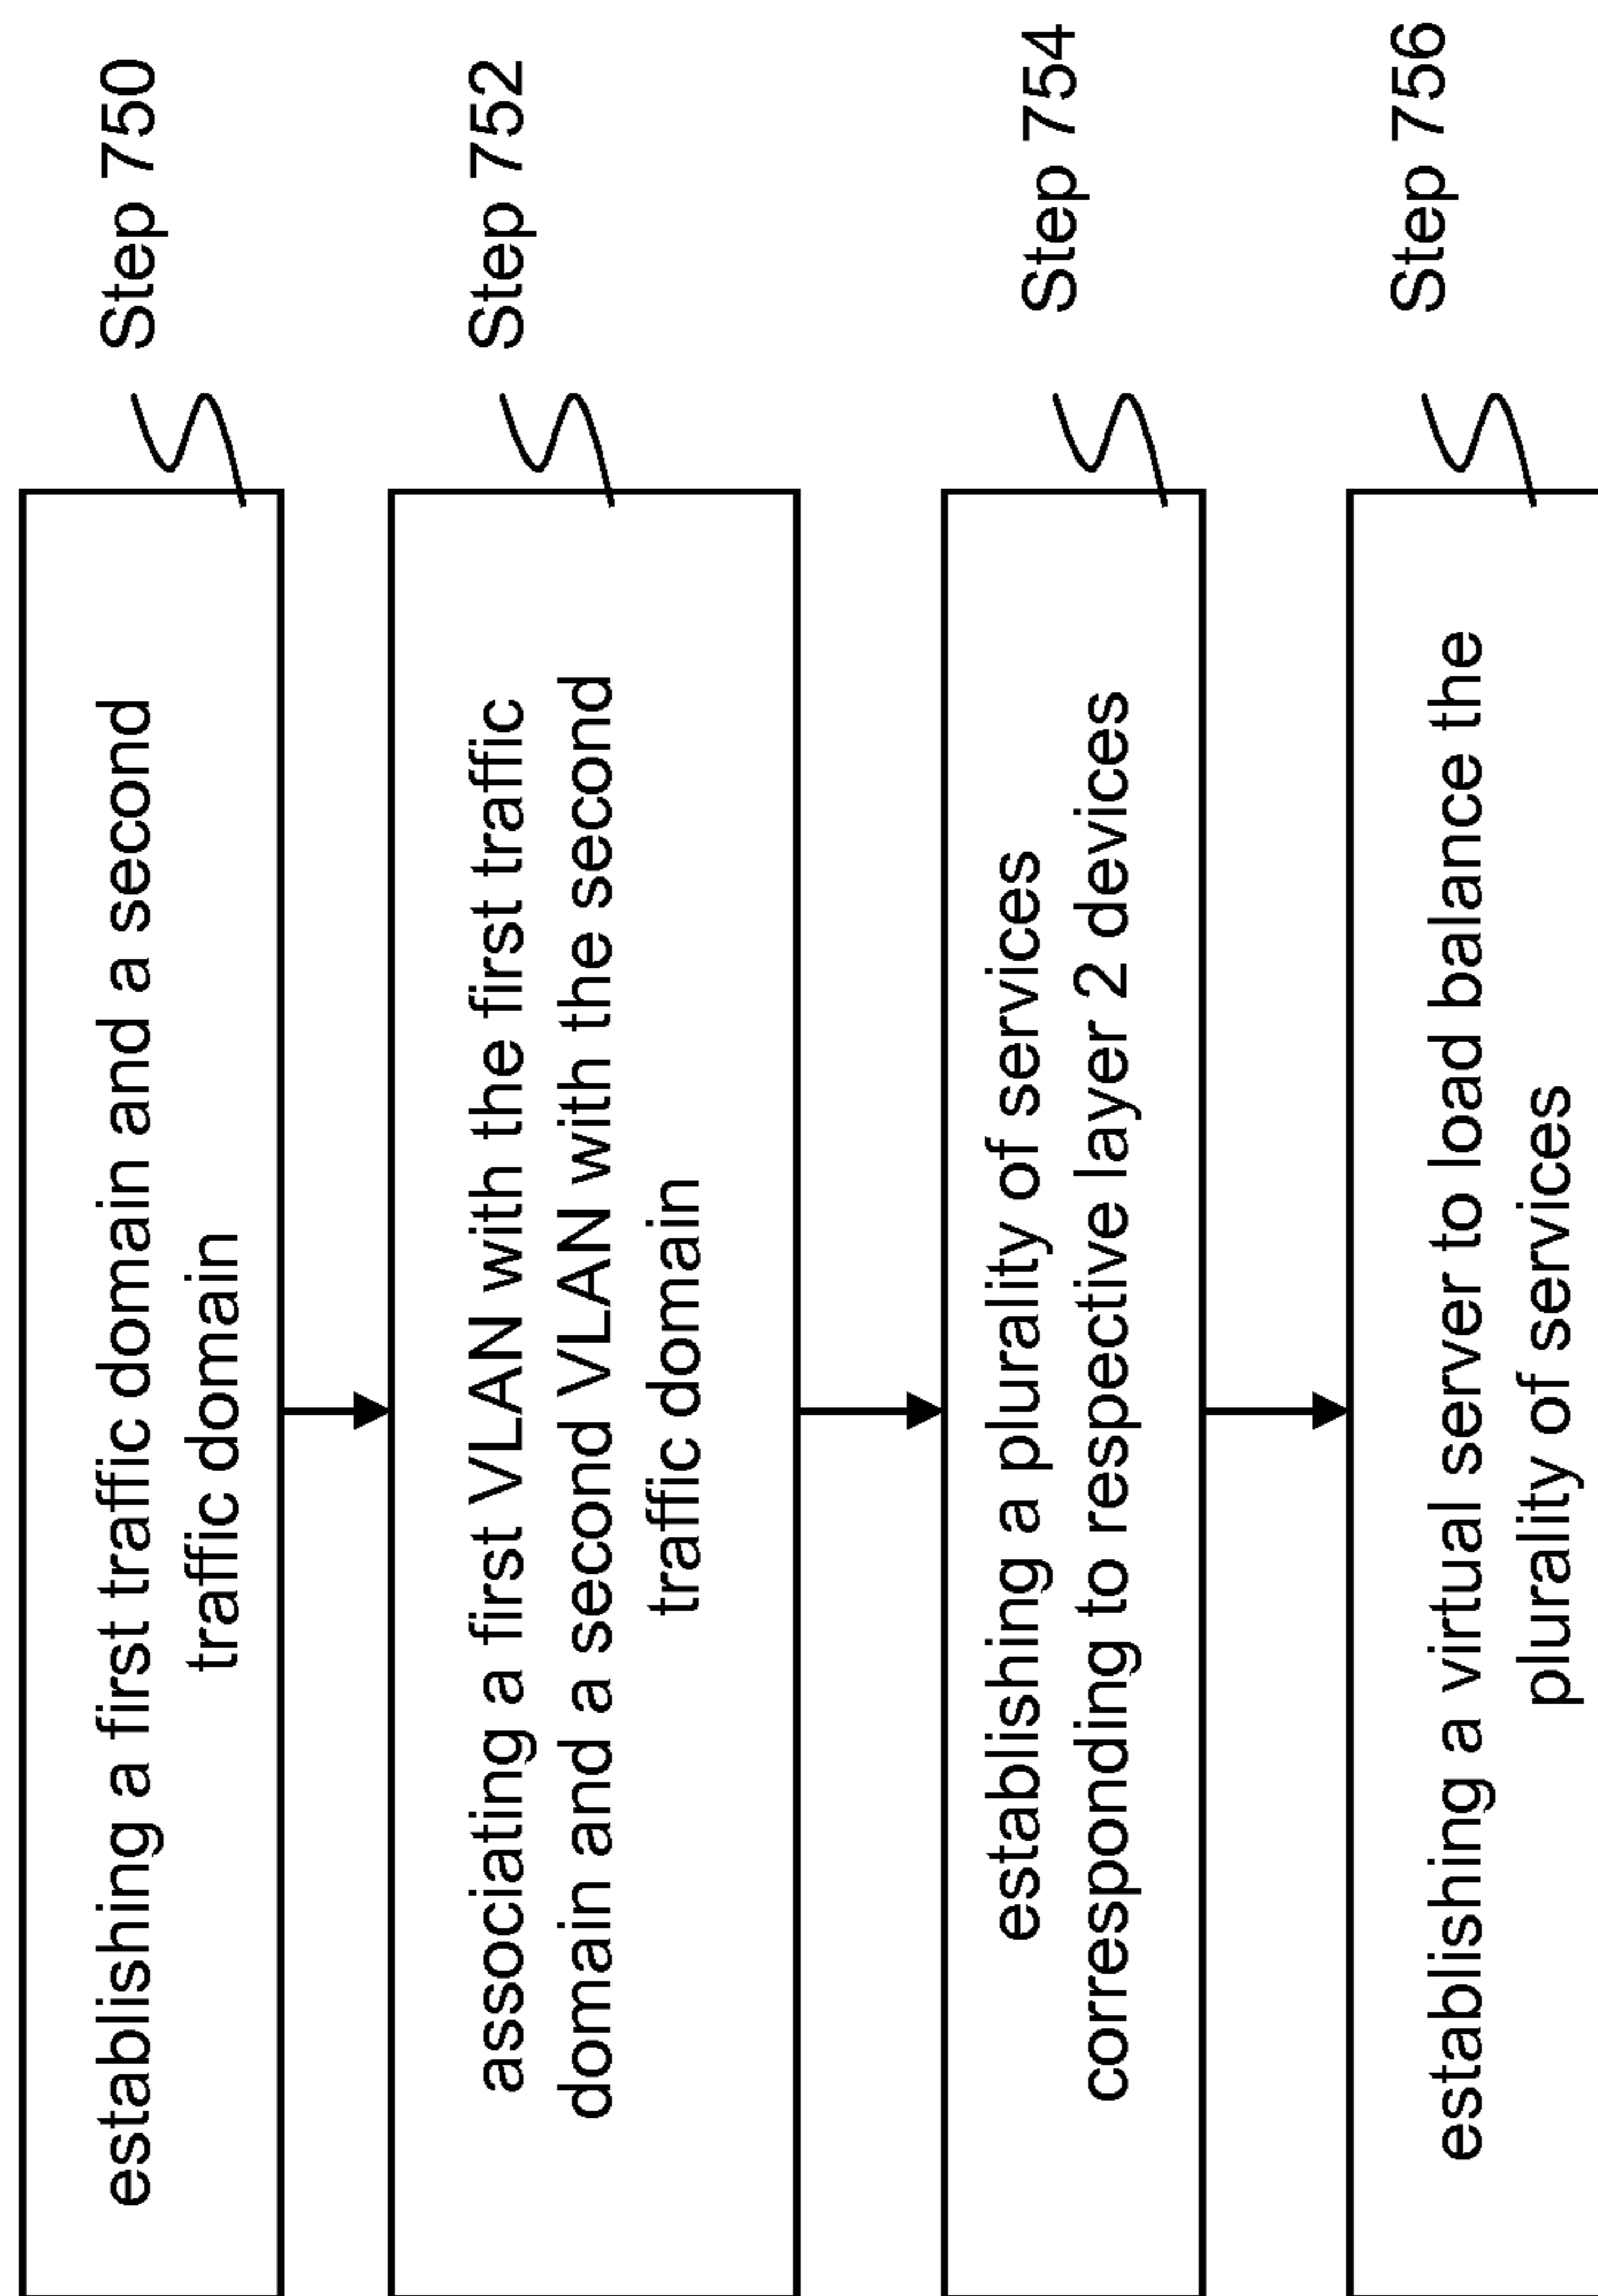 establishing a first traffic domain and a second
traffic domain
Step 750
associating a first VLAN with the first traffic
domain and a second VLAN with the second
traffic domain
Step 752
establishing a plurality of services
corresponding to respective layer 2 devices
Step 754
establishing a virtual server to load balance the
plurality of services
Step 756